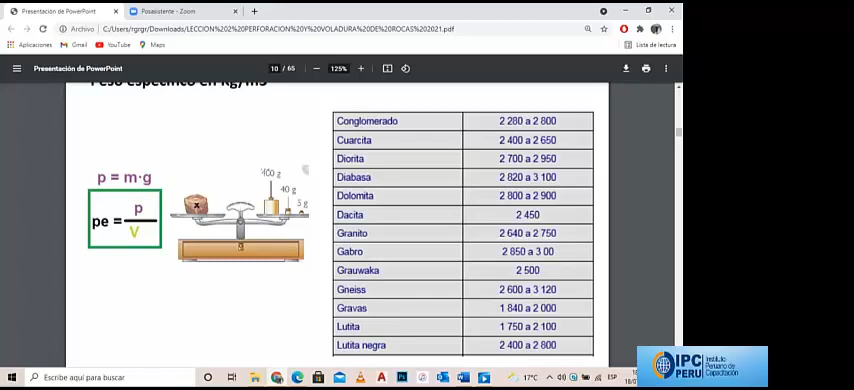 Presentación de PowerPoint
Posasistente - Zoom
Archivo
C:/Users/rgrgr/Downloads/LECCION%202%20PERFORACION%20Y%20VOLADURA%20DE%20ROCAS%202021.pdf
Aplicaciones Gmail YouTube Maps Lista de lectura
Presentación de PowerPoint 10 / 65 125%
Peso específico en Kg/m3
p = m·g
pe = p / V
x
400 g
40 g
5 g
Conglomerado 2 280 a 2 800
Cuarcita 2 400 a 2 650
Diorita 2 700 a 2 950
Diabasa 2 820 a 3 100
Dolomita 2 800 a 2 900
Dacita 2 450
Granito 2 640 a 2 750
Gabro 2 850 a 3 00
Grauwaka 2 500
Gneiss 2 600 a 3 120
Gravas 1 840 a 2 000
Lutita 1 750 a 2 100
Lutita negra 2 400 a 2 800
Escribe aquí para buscar
17°C ESP
18/0
IPC PERU
Instituto Peruano de Capacitación